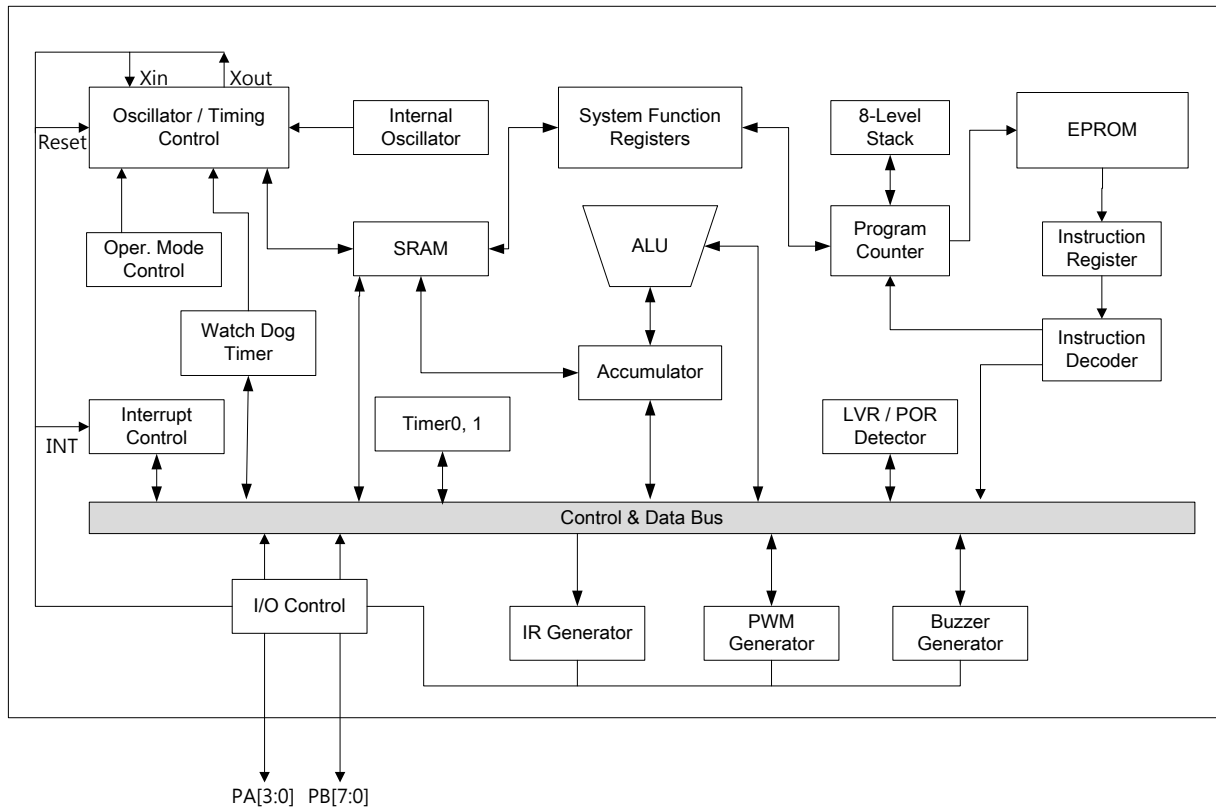 Xin
Xout
Oscillator / Timing
Control
Reset
Internal
Oscillator
System Function
Registers
8-Level
Stack
EPROM
Oper. Mode
Control
SRAM
ALU
Program
Counter
Instruction
Register
Watch Dog
Timer
Accumulator
Instruction
Decoder
Interrupt
Control
INT
Timer0, 1
LVR / POR
Detector
Control & Data Bus
I/O Control
IR Generator
PWM
Generator
Buzzer
Generator
PA[3:0]
PB[7:0]